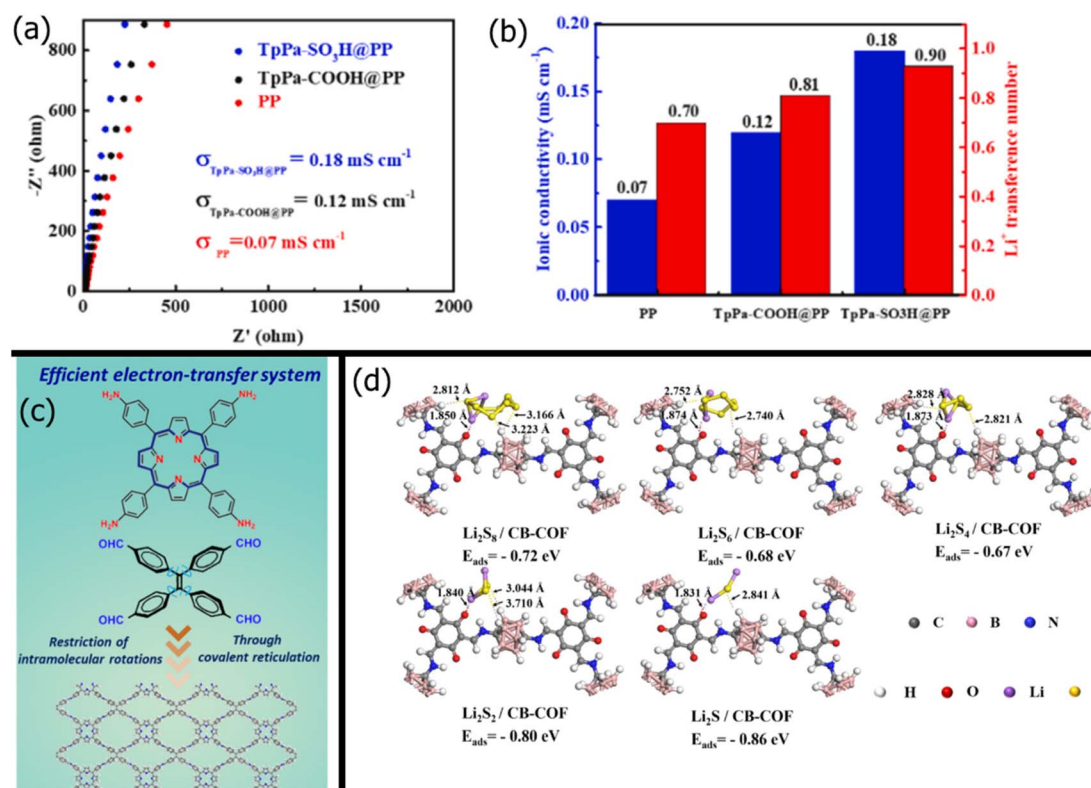 (a)
800
600
400
200
0
-Z" (ohm)
TpPa-SO₃H@PP
TpPa-COOH@PP
PP
σTpPa-SO₃H@PP= 0.18 mS cm⁻¹
σTpPa-COOH@PP= 0.12 mS cm⁻¹
σPP=0.07 mS cm⁻¹
0 500 1000 1500 2000
Z' (ohm)
(b)
0.20
0.15
0.10
0.05
0.00
Ionic conductivity (mS cm⁻¹)
0.07
0.70
0.12
0.81
0.18
0.90
1.0
0.8
0.6
0.4
0.2
0.0
Li⁺ transference number
PP TpPa-COOH@PP TpPa-SO3H@PP
Efficient electron-transfer system
(c)
H₂N NH₂
N
N N
N
H₂N NH₂
OHC CHO
OHC CHO
Restriction of
intramolecular rotations
Through
covalent reticulation
(d)
2.812 Å
1.850 Å
3.166 Å
3.223 Å
Li₂S₈ / CB-COF
Eads= - 0.72 eV
2.752 Å
1.874 Å
2.740 Å
Li₂S₆ / CB-COF
Eads= - 0.68 eV
2.828 Å
1.873 Å
2.821 Å
Li₂S₄ / CB-COF
Eads= - 0.67 eV
1.840 Å
3.044 Å
3.710 Å
Li₂S₂ / CB-COF
Eads= - 0.80 eV
1.831 Å
2.841 Å
Li₂S / CB-COF
Eads= - 0.86 eV
C B N
H O Li